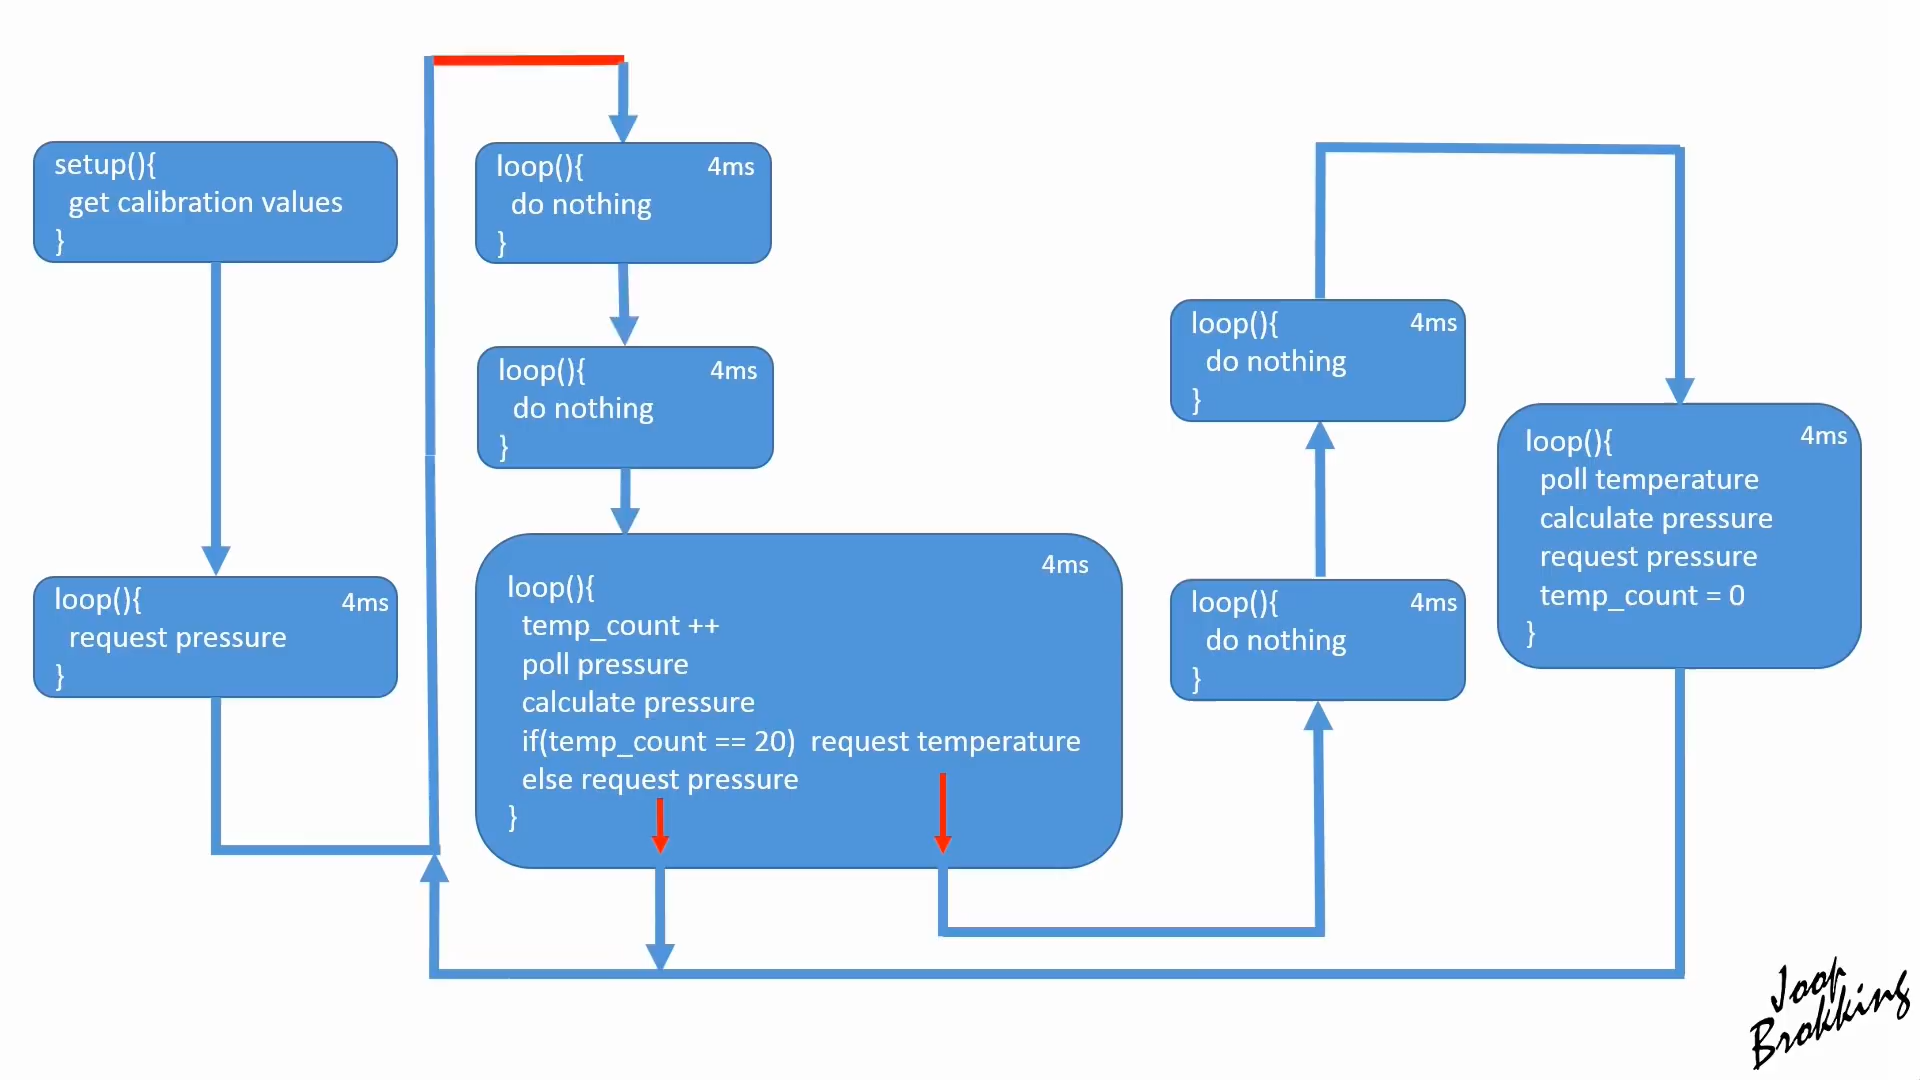 setup(){
get calibration values
}
loop(){ 4ms
request pressure
}
loop(){ 4ms
do nothing
}
loop(){ 4ms
do nothing
}
4ms
loop(){
temp_count ++
poll pressure
calculate pressure
if(temp_count == 20) request temperature
else request pressure
}
loop(){ 4ms
do nothing
}
loop(){ 4ms
do nothing
}
loop(){ 4ms
poll temperature
calculate pressure
request pressure
temp_count = 0
}
Joop
Brokking